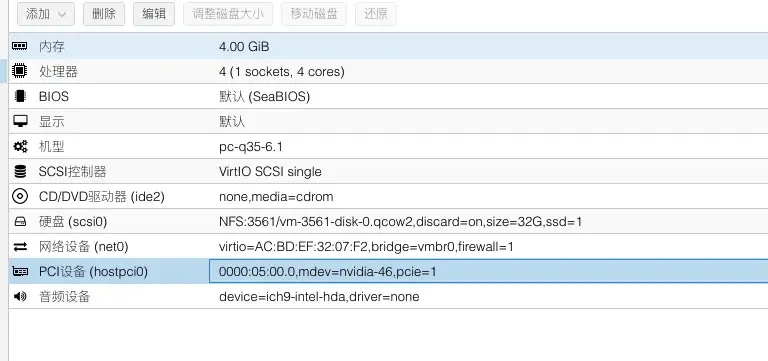 添加 删除 编辑 调整磁盘大小 移动磁盘 还原
内存 4.00 GiB
处理器 4 (1 sockets, 4 cores)
BIOS 默认 (SeaBIOS)
显示 默认
机型 pc-q35-6.1
SCSI控制器 VirtIO SCSI single
CD/DVD驱动器 (ide2) none,media=cdrom
硬盘 (scsi0) NFS:3561/vm-3561-disk-0.qcow2,discard=on,size=32G,ssd=1
网络设备 (net0) virtio=AC:BD:EF:32:07:F2,bridge=vmbr0,firewall=1
PCI设备 (hostpci0) 0000:05:00.0,mdev=nvidia-46,pcie=1
音频设备 device=ich9-intel-hda,driver=none